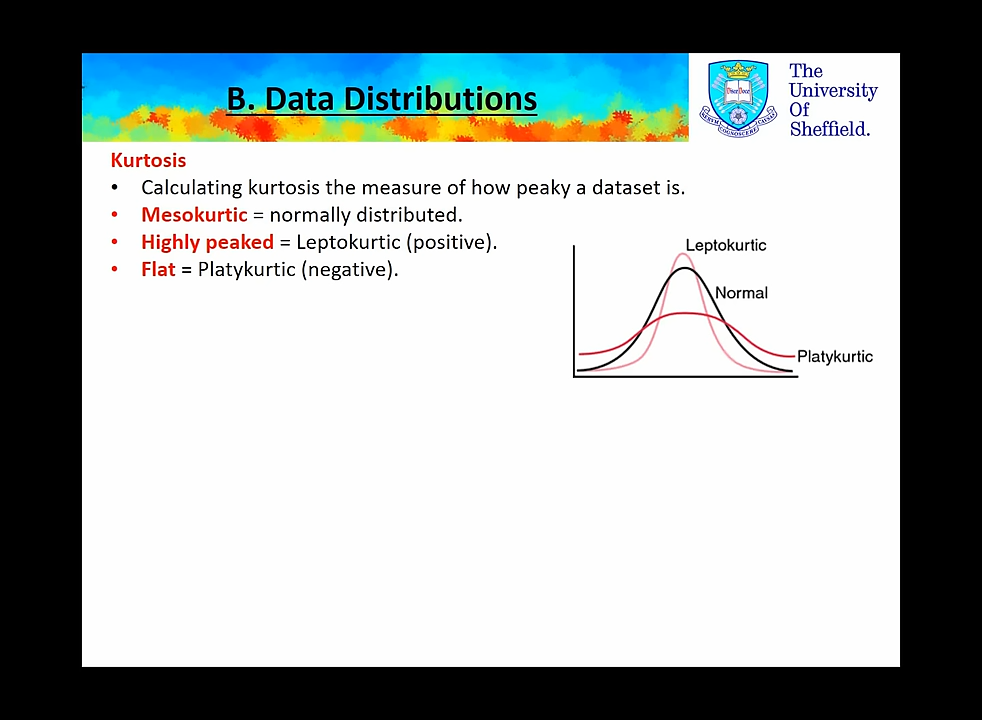 B. Data Distributions
The
University
Of
Sheffield.
Kurtosis
• Calculating kurtosis the measure of how peaky a dataset is.
• Mesokurtic = normally distributed.
• Highly peaked = Leptokurtic (positive).
• Flat = Platykurtic (negative).
Leptokurtic
Normal
Platykurtic